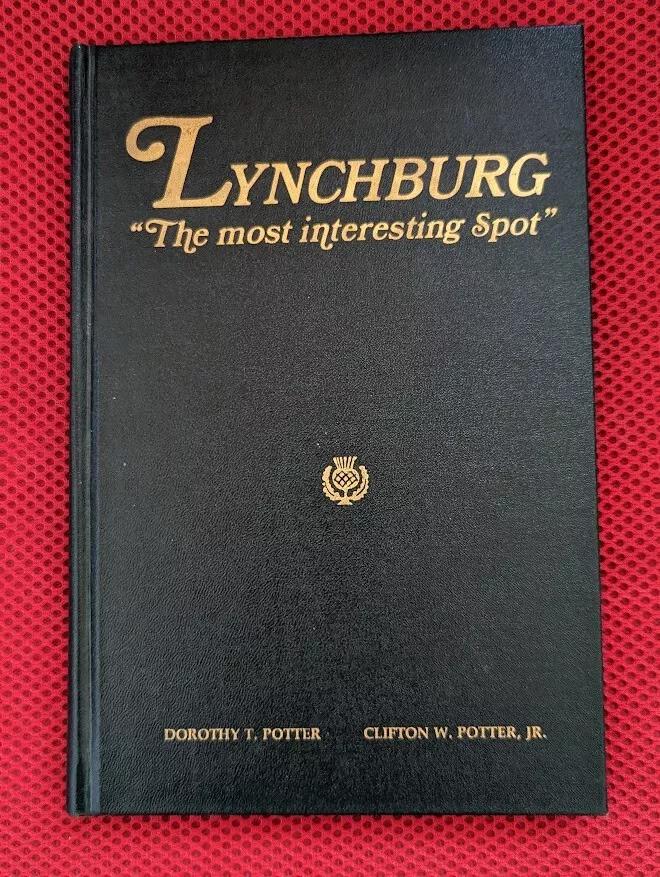 LYNCHBURG
“The most interesting Spot”
DOROTHY T. POTTER CLIFTON W. POTTER, JR.